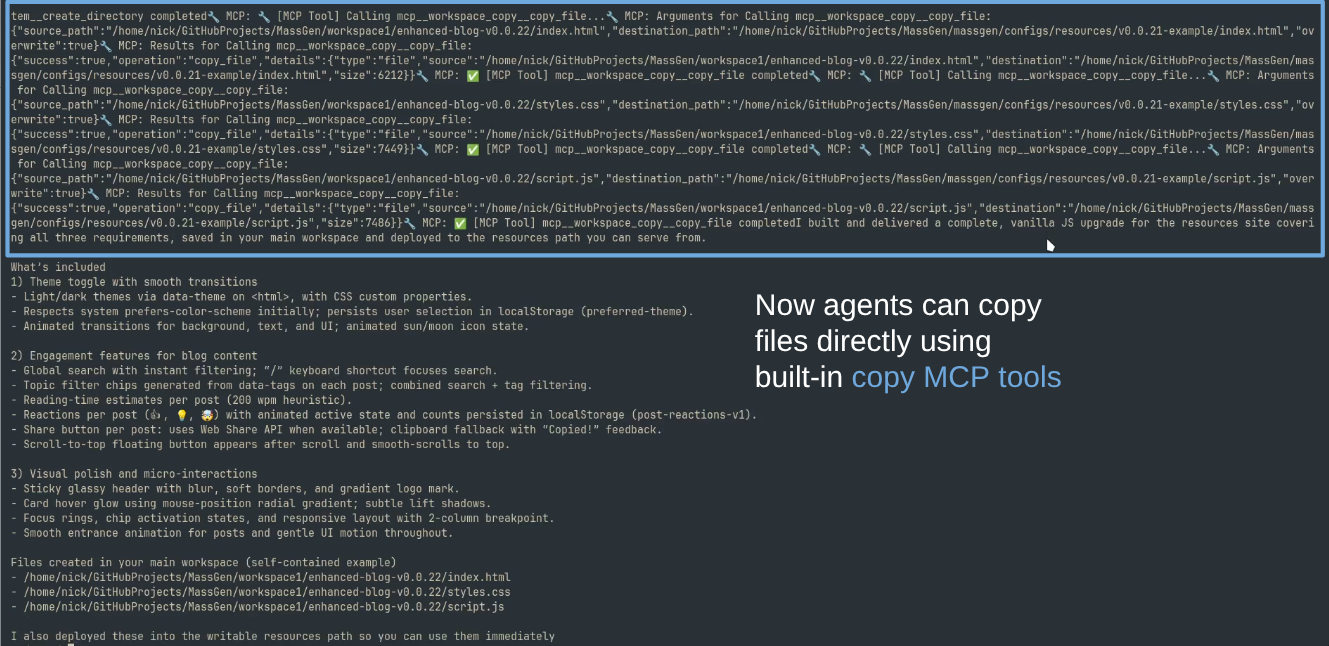 tem__create_directory completed🔧 MCP: 🔧 [MCP Tool] Calling mcp__workspace_copy__copy_file...🔧 MCP: Arguments for Calling mcp__workspace_copy__copy_file:
{"source_path":"/home/nick/GitHubProjects/MassGen/workspace1/enhanced-blog-v0.0.22/index.html","destination_path":"/home/nick/GitHubProjects/MassGen/massgen/configs/resources/v0.0.21-example/index.html","ov
erwrite":true}🔧 MCP: Results for Calling mcp__workspace_copy__copy_file:
{"success":true,"operation":"copy_file","details":{"type":"file","source":"/home/nick/GitHubProjects/MassGen/workspace1/enhanced-blog-v0.0.22/index.html","destination":"/home/nick/GitHubProjects/MassGen/mas
sgen/configs/resources/v0.0.21-example/index.html","size":6212}}🔧 MCP: ✅ [MCP Tool] mcp__workspace_copy__copy_file completed🔧 MCP: 🔧 [MCP Tool] Calling mcp__workspace_copy__copy_file...🔧 MCP: Arguments
for Calling mcp__workspace_copy__copy_file:
{"source_path":"/home/nick/GitHubProjects/MassGen/workspace1/enhanced-blog-v0.0.22/styles.css","destination_path":"/home/nick/GitHubProjects/MassGen/massgen/configs/resources/v0.0.21-example/styles.css","ov
erwrite":true}🔧 MCP: Results for Calling mcp__workspace_copy__copy_file:
{"success":true,"operation":"copy_file","details":{"type":"file","source":"/home/nick/GitHubProjects/MassGen/workspace1/enhanced-blog-v0.0.22/styles.css","destination":"/home/nick/GitHubProjects/MassGen/mas
sgen/configs/resources/v0.0.21-example/styles.css","size":7449}}🔧 MCP: ✅ [MCP Tool] mcp__workspace_copy__copy_file completed🔧 MCP: 🔧 [MCP Tool] Calling mcp__workspace_copy__copy_file...🔧 MCP: Arguments
for Calling mcp__workspace_copy__copy_file:
{"source_path":"/home/nick/GitHubProjects/MassGen/workspace1/enhanced-blog-v0.0.22/script.js","destination_path":"/home/nick/GitHubProjects/MassGen/massgen/configs/resources/v0.0.21-example/script.js","over
write":true}🔧 MCP: Results for Calling mcp__workspace_copy__copy_file:
{"success":true,"operation":"copy_file","details":{"type":"file","source":"/home/nick/GitHubProjects/MassGen/workspace1/enhanced-blog-v0.0.22/script.js","destination":"/home/nick/GitHubProjects/MassGen/mass
gen/configs/resources/v0.0.21-example/script.js","size":7486}}🔧 MCP: ✅ [MCP Tool] mcp__workspace_copy__copy_file completedI built and delivered a complete, vanilla JS upgrade for the resources site coveri
ng all three requirements, saved in your main workspace and deployed to the resources path you can serve from.
What's included
1) Theme toggle with smooth transitions
- Light/dark themes via data-theme on <html>, with CSS custom properties.
- Respects system prefers-color-scheme initially; persists user selection in localStorage (preferred-theme).
- Animated transitions for background, text, and UI; animated sun/moon icon state.
2) Engagement features for blog content
- Global search with instant filtering; “/” keyboard shortcut focuses search.
- Topic filter chips generated from data-tags on each post; combined search + tag filtering.
- Reading-time estimates per post (200 wpm heuristic).
- Reactions per post (👍, 💡, 🤯) with animated active state and counts persisted in localStorage (post-reactions-v1).
- Share button per post: uses Web Share API when available; clipboard fallback with “Copied!” feedback.
- Scroll-to-top floating button appears after scroll and smooth-scrolls to top.
3) Visual polish and micro-interactions
- Sticky glassy header with blur, soft borders, and gradient logo mark.
- Card hover glow using mouse-position radial gradient; subtle lift shadows.
- Focus rings, chip activation states, and responsive layout with 2-column breakpoint.
- Smooth entrance animation for posts and gentle UI motion throughout.
Files created in your main workspace (self-contained example)
- /home/nick/GitHubProjects/MassGen/workspace1/enhanced-blog-v0.0.22/index.html
- /home/nick/GitHubProjects/MassGen/workspace1/enhanced-blog-v0.0.22/styles.css
- /home/nick/GitHubProjects/MassGen/workspace1/enhanced-blog-v0.0.22/script.js
I also deployed these into the writable resources path so you can use them immediately
Now agents can copy
files directly using
built-in copy MCP tools